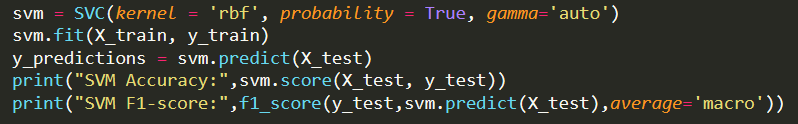 svm = SVC(kernel = 'rbf', probability = True, gamma='auto')
svm.fit(X_train, y_train)
y_predictions = svm.predict(X_test)
print("SVM Accuracy:",svm.score(X_test, y_test))
print("SVM F1-score:",f1_score(y_test,svm.predict(X_test),average='macro'))